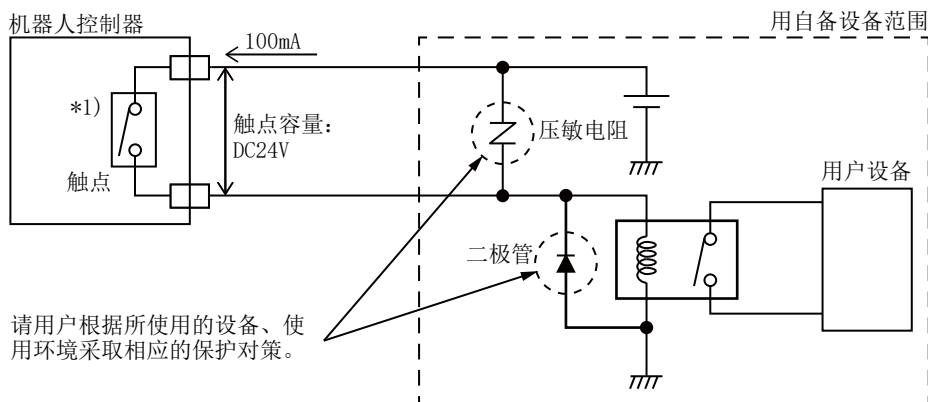 机器人控制器
用自备设备范围
100mA
*1)
触点容量：
DC24V
压敏电阻
触点
用户设备
二极管
请用户根据所使用的设备、使
用环境采取相应的保护对策。